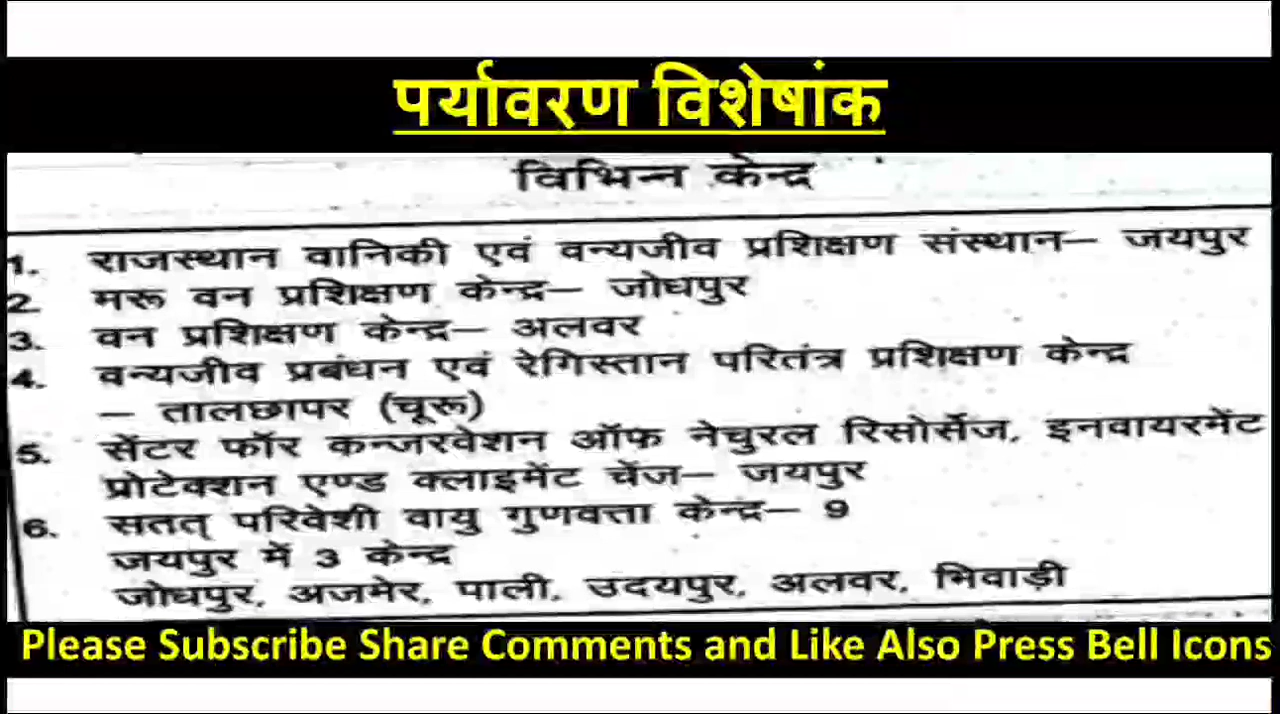 पर्यावरण विशेषांक
विभिन्न केन्द्र
1. राजस्थान वानिकी एवं वन्यजीव प्रशिक्षण संस्थान– जयपुर
2 मरू वन प्रशिक्षण केन्द्र– जोधपुर
3. वन प्रशिक्षण केन्द्र– अलवर
4. वन्यजीव प्रबंधन एवं रेगिस्तान परितंत्र प्रशिक्षण केन्द्र
– तालछापर (चूरू)
5. सेंटर फॉर कन्जरवेशन ऑफ नेचुरल रिसोर्सेज, इनवायरमेंट
प्रोटेक्शन एण्ड क्लाइमेंट चेंज– जयपुर
6. सतत् परिवेशी वायु गुणवत्ता केन्द्र– 9
जयपुर में 3 केन्द्र
जोधपुर, अजमेर, पाली, उदयपुर, अलवर, भिवाड़ी
Please Subscribe Share Comments and Like Also Press Bell Icons